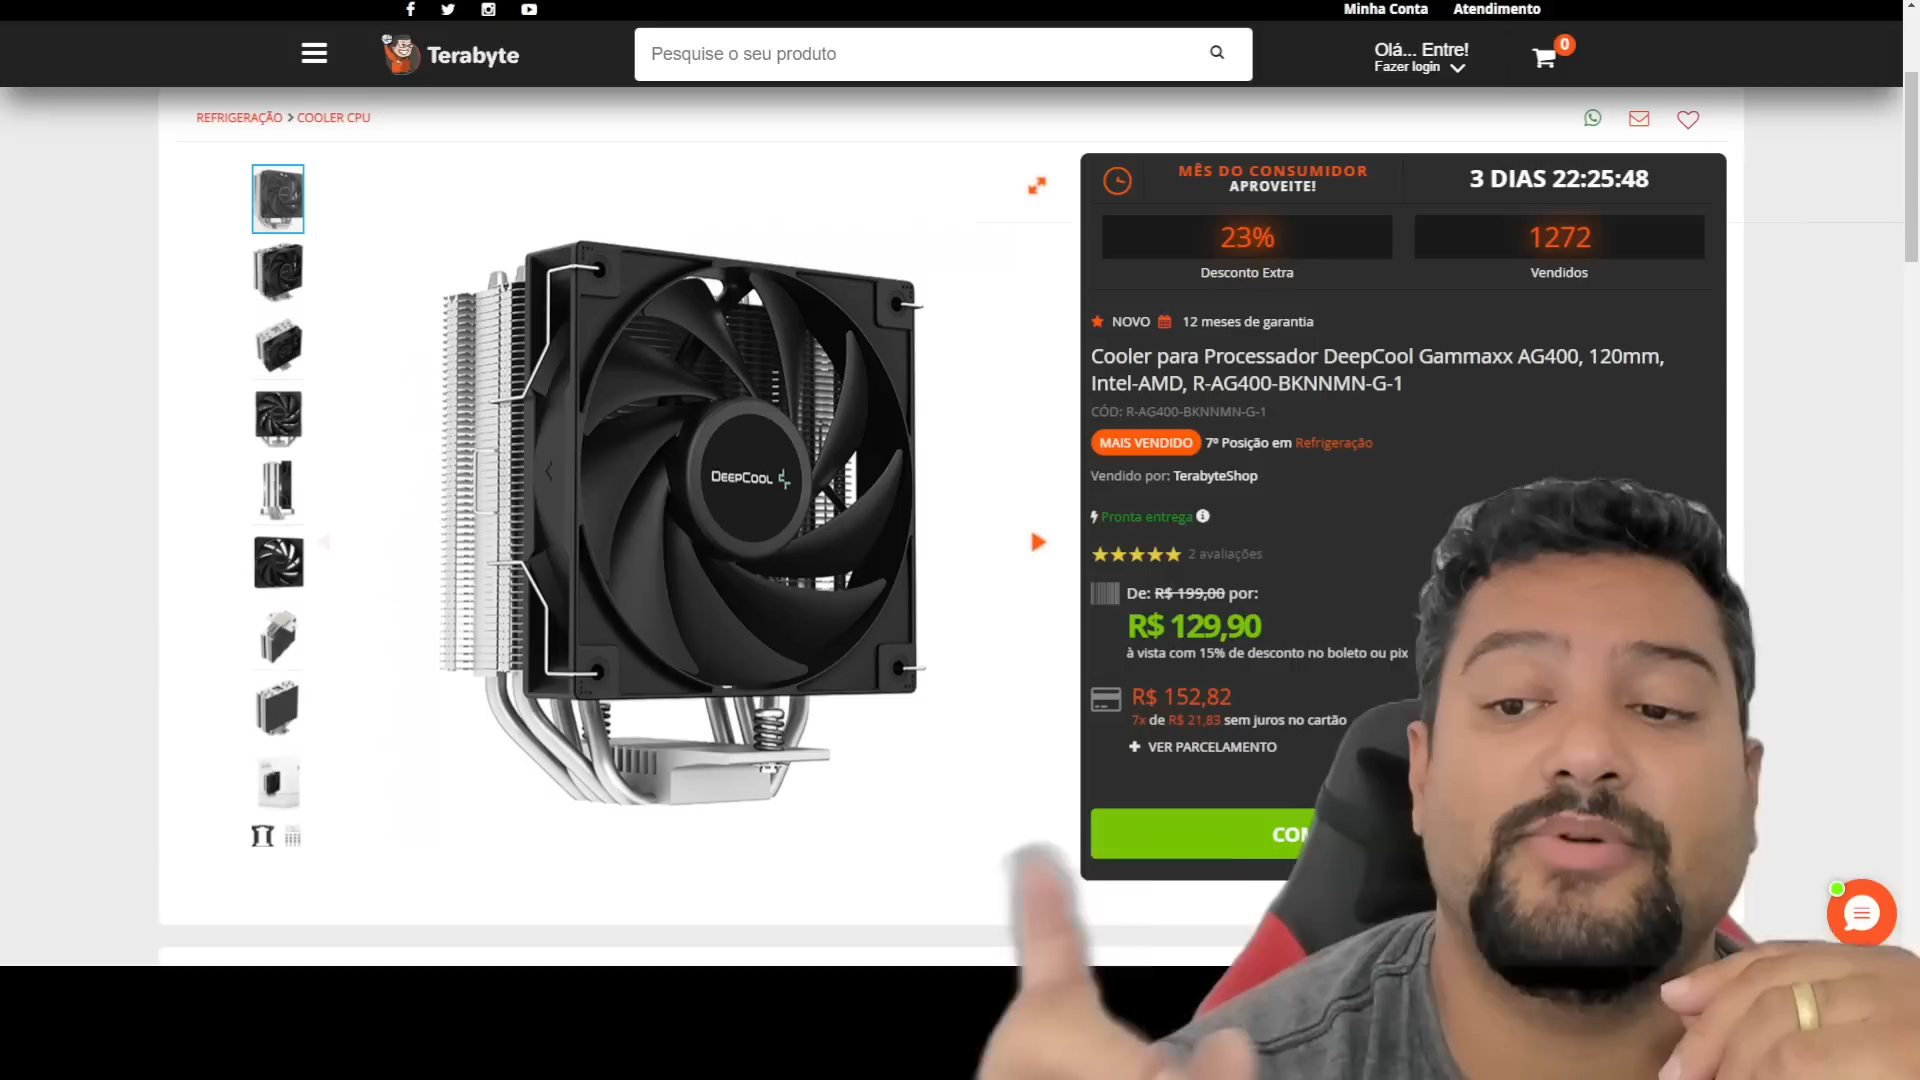 Minha Conta Atendimento
Terabyte
Pesquise o seu produto
Olá... Entre!
Fazer login
0
REFRIGERAÇÃO > COOLER CPU
MÊS DO CONSUMIDOR
APROVEITE!
3 DIAS 22:25:48
23%
Desconto Extra
1272
Vendidos
NOVO 12 meses de garantia
Cooler para Processador DeepCool Gammaxx AG400, 120mm,
Intel-AMD, R-AG400-BKNNMN-G-1
CÓD: R-AG400-BKNNMN-G-1
MAIS VENDIDO 7º Posição em Refrigeração
Vendido por: TerabyteShop
Pronta entrega
2 avaliações
De: R$ 199,00 por:
R$ 129,90
à vista com 15% de desconto no boleto ou pix
R$ 152,82
7x de R$ 21,83 sem juros no cartão
+ VER PARCELAMENTO
DEEPCOOL